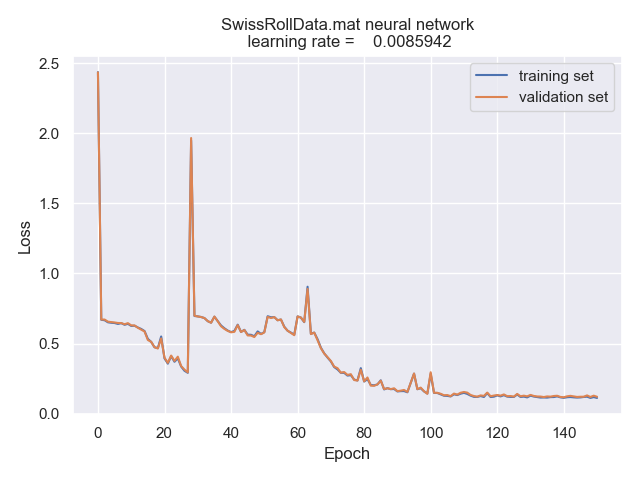 SwissRollData.mat neural network
learning rate = 0.0085942
training set
validation set
2.5
2.0
1.5
1.0
0.5
0.0
Loss
0 20 40 60 80 100 120 140
Epoch